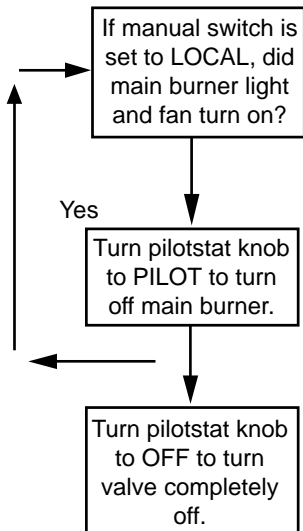 If manual switch is
set to LOCAL, did
main burner light
and fan turn on?
Yes
Turn pilotstat knob
to PILOT to turn
off main burner.
Turn pilotstat knob
to OFF to turn
valve completely
off.